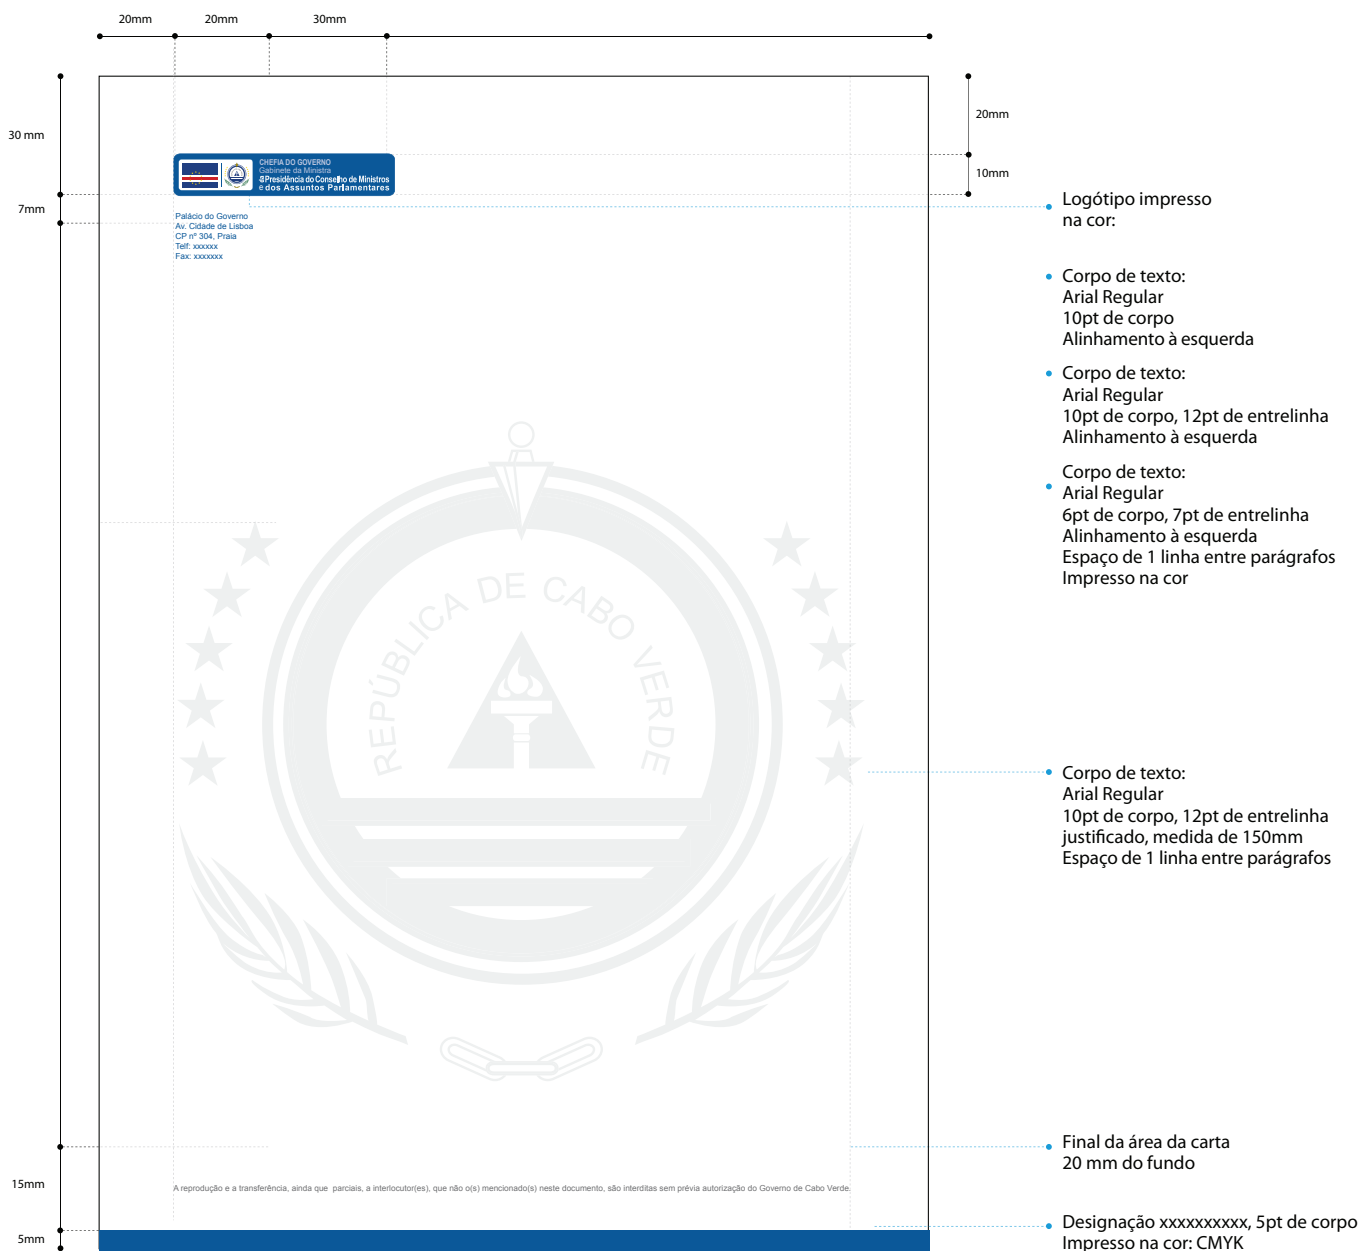 20mm 20mm 30mm
20mm
30 mm
10mm
7mm
CHEFIA DO GOVERNO
Gabinete da Ministra
da Presidência do Conselho de Ministros
e dos Assuntos Parlamentares
Palácio do Governo
Av. Cidade de Lisboa
CP nº 304, Praia
Telf: xxxxxx
Fax: xxxxxxx
Logótipo impresso
na cor:
Corpo de texto:
Arial Regular
10pt de corpo
Alinhamento à esquerda
Corpo de texto:
Arial Regular
10pt de corpo, 12pt de entrelinha
Alinhamento à esquerda
Corpo de texto:
Arial Regular
6pt de corpo, 7pt de entrelinha
Alinhamento à esquerda
Espaço de 1 linha entre parágrafos
Impresso na cor
REPÚBLICA DE CABO VERDE
Corpo de texto:
Arial Regular
10pt de corpo, 12pt de entrelinha
justificado, medida de 150mm
Espaço de 1 linha entre parágrafos
Final da área da carta
20 mm do fundo
15mm
A reprodução e a transferência, ainda que parciais, a interlocutor(es), que não o(s) mencionado(s) neste documento, são interditas sem prévia autorização do Governo de Cabo Verde.
Designação xxxxxxxxxx, 5pt de corpo
Impresso na cor: CMYK
5mm